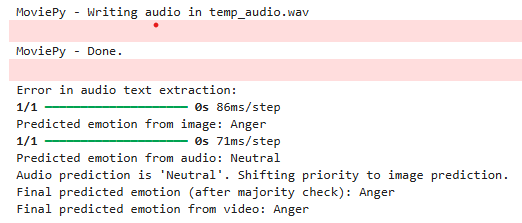 MoviePy - Writing audio in temp_audio.wav
MoviePy - Done.
Error in audio text extraction:
1/1 ━━━━━━━━━━━━━━━━━━━━ 0s 86ms/step
Predicted emotion from image: Anger
1/1 ━━━━━━━━━━━━━━━━━━━━ 0s 71ms/step
Predicted emotion from audio: Neutral
Audio prediction is 'Neutral'. Shifting priority to image prediction.
Final predicted emotion (after majority check): Anger
Final predicted emotion from video: Anger